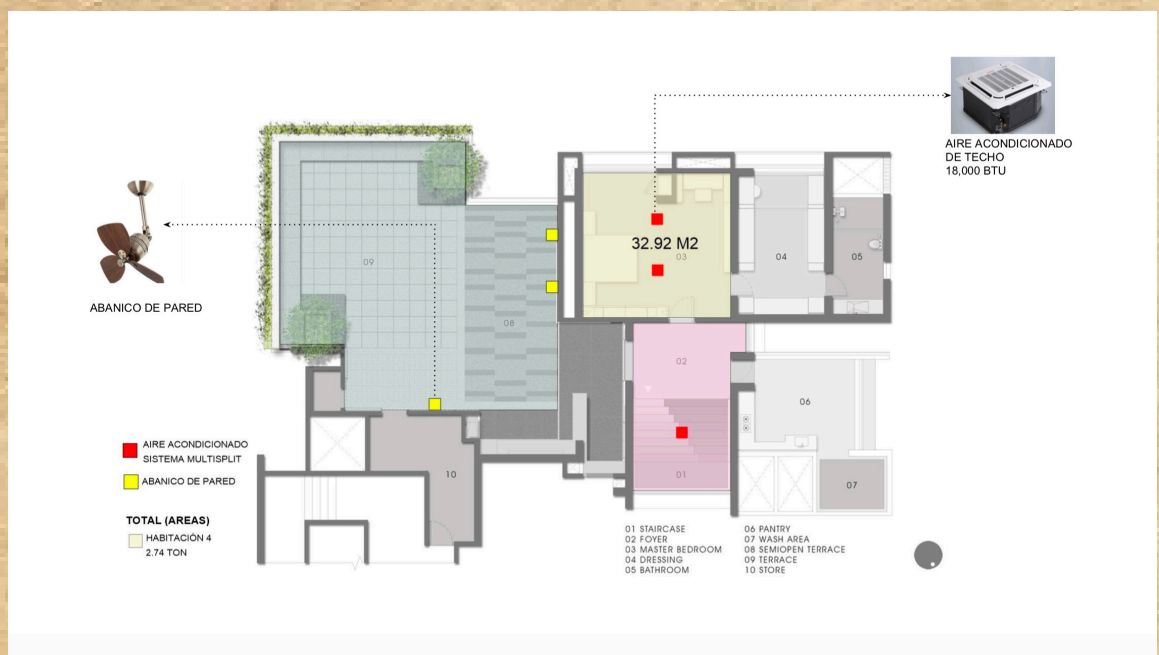 AIRE ACONDICIONADO
DE TECHO
18,000 BTU
ABANICO DE PARED
32.92 M2
03
04
05
09
08
02
06
01
07
10
AIRE ACONDICIONADO
SISTEMA MULTISPLIT
ABANICO DE PARED
TOTAL (AREAS)
HABITACIÓN 4
2.74 TON
01 STAIRCASE
02 FOYER
03 MASTER BEDROOM
04 DRESSING
05 BATHROOM
06 PANTRY
07 WASH AREA
08 SEMIOPEN TERRACE
09 TERRACE
10 STORE